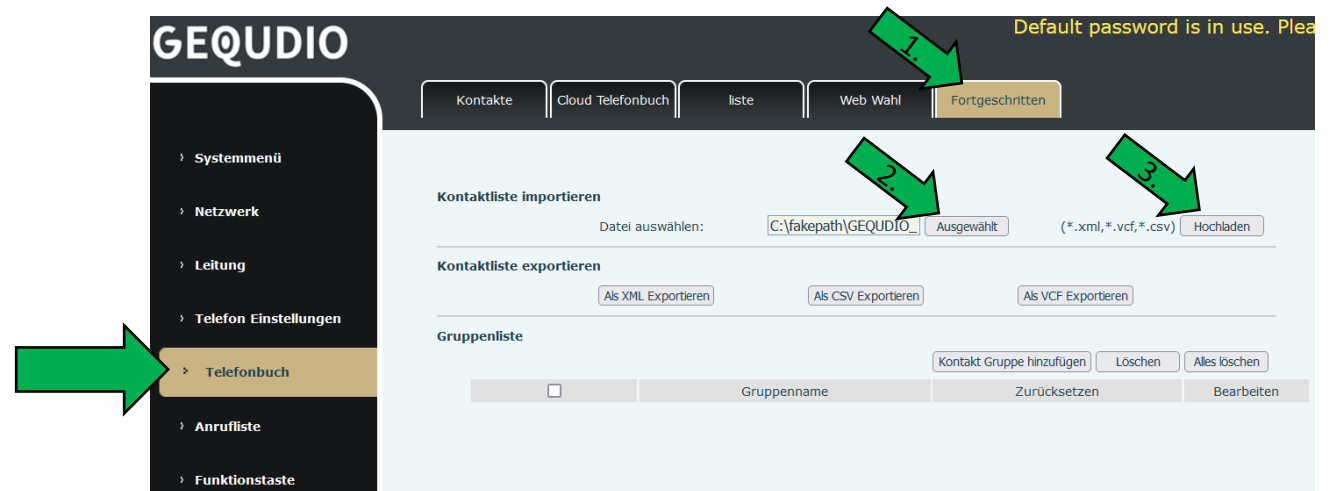 GEQUDIO
Default password is in use. Plea
1.
Kontakte
Cloud Telefonbuch
liste
Web Wahl
Fortgeschritten
Systemmenü
Netzwerk
Leitung
Telefon Einstellungen
Telefonbuch
Anrufliste
Funktionstaste
2.
3.
Kontaktliste importieren
Datei auswählen: C:\fakepath\GEQUDIO_ Ausgewählt (*.xml,*.vcf,*.csv) Hochladen
Kontaktliste exportieren
Als XML Exportieren Als CSV Exportieren Als VCF Exportieren
Gruppenliste
Kontakt Gruppe hinzufügen Löschen Alles löschen
Gruppenname Zurücksetzen Bearbeiten